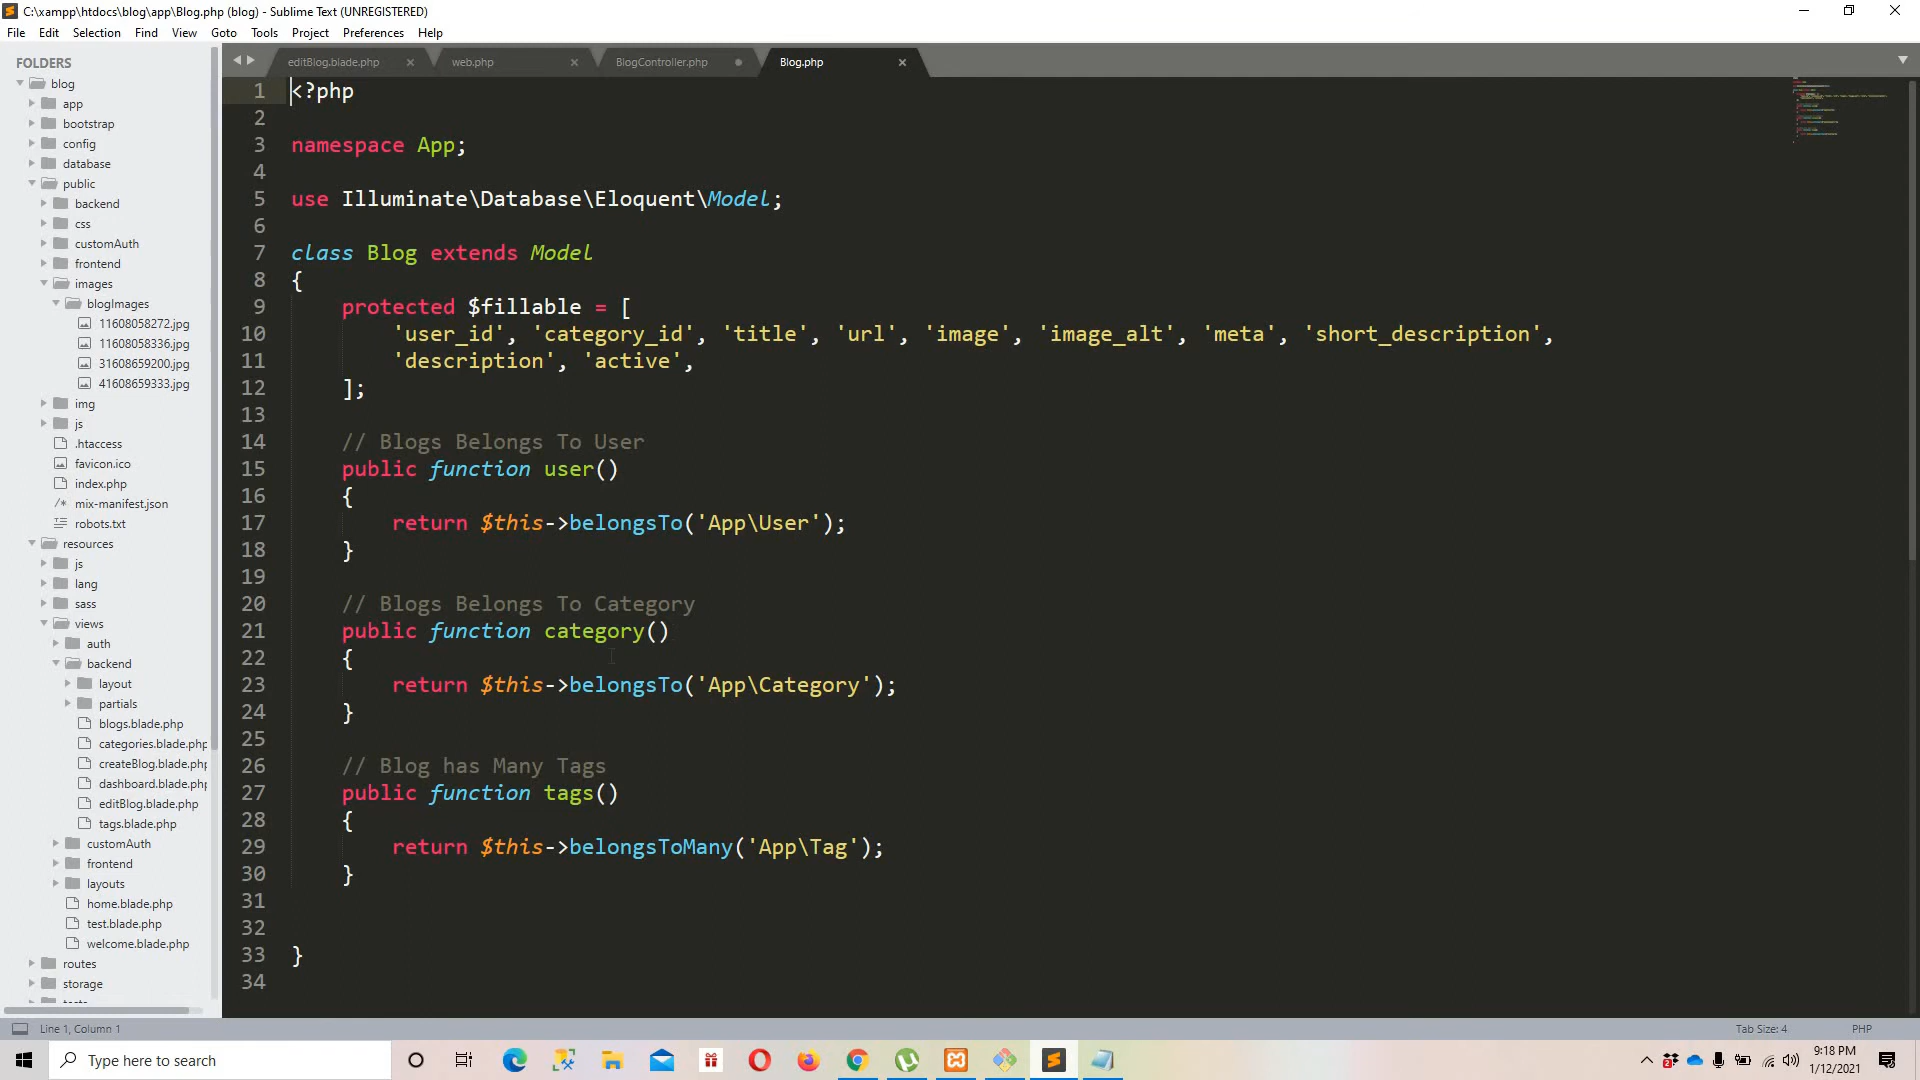 C:\xampp\htdocs\blog\app\Blog.php (blog) - Sublime Text (UNREGISTERED)
File Edit Selection Find View Goto Tools Project Preferences Help
FOLDERS
blog
app
bootstrap
config
database
public
backend
css
customAuth
frontend
images
blogImages
11608058272.jpg
11608058336.jpg
31608659200.jpg
41608659333.jpg
img
js
.htaccess
favicon.ico
index.php
mix-manifest.json
robots.txt
resources
js
lang
sass
views
auth
backend
layout
partials
blogs.blade.php
categories.blade.php
createBlog.blade.php
dashboard.blade.php
editBlog.blade.php
tags.blade.php
customAuth
frontend
layouts
home.blade.php
test.blade.php
welcome.blade.php
routes
storage
editBlog.blade.php web.php BlogController.php Blog.php
1 <?php
2
3 namespace App;
4
5 use Illuminate\Database\Eloquent\Model;
6
7 class Blog extends Model
8 {
9 protected $fillable = [
10 'user_id', 'category_id', 'title', 'url', 'image', 'image_alt', 'meta', 'short_description',
11 'description', 'active',
12 ];
13
14 // Blogs Belongs To User
15 public function user()
16 {
17 return $this->belongsTo('App\User');
18 }
19
20 // Blogs Belongs To Category
21 public function category()
22 {
23 return $this->belongsTo('App\Category');
24 }
25
26 // Blog has Many Tags
27 public function tags()
28 {
29 return $this->belongsToMany('App\Tag');
30 }
31
32
33 }
34
Line 1, Column 1 Tab Size: 4 PHP
Type here to search
9:18 PM
1/12/2021